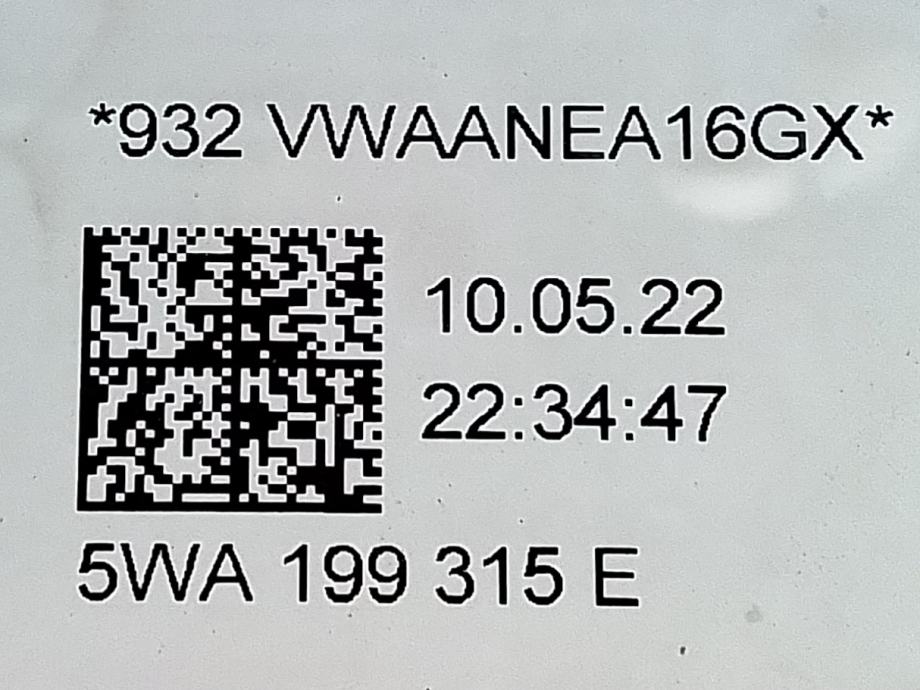 *932 VWAANEA16GX*
10.05.22
22:34:47
5WA 199 315 E